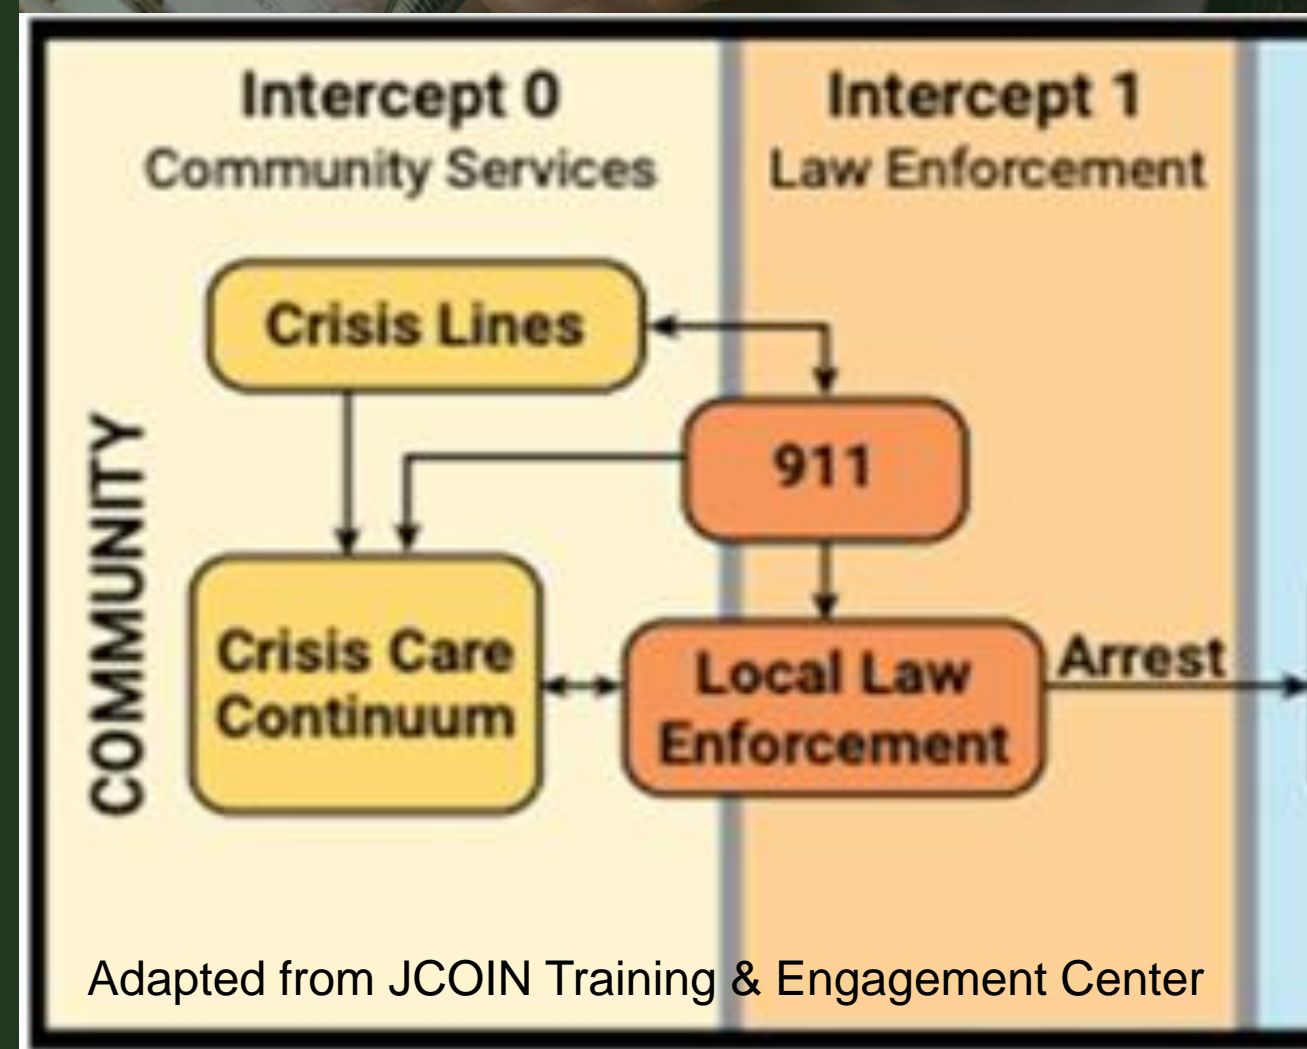 Intercept 0
Community Services
Intercept 1
Law Enforcement
COMMUNITY
Crisis Lines
911
Crisis Care
Continuum
Local Law
Enforcement
Arrest
Adapted from JCOIN Training & Engagement Center